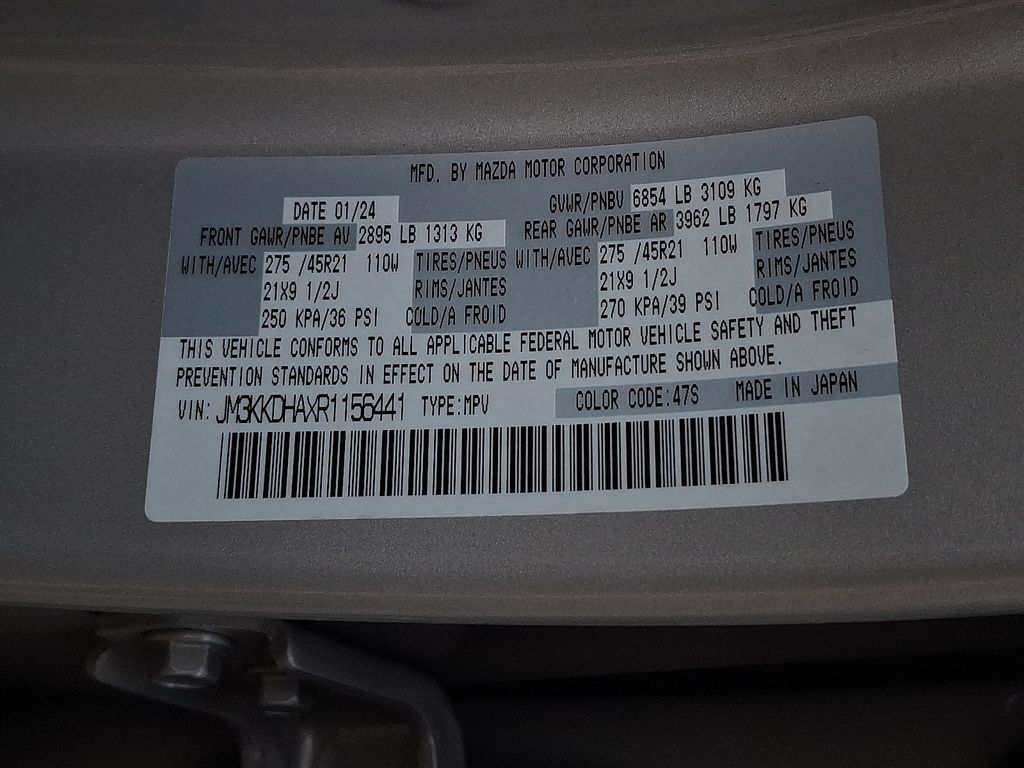 MFD. BY MAZDA MOTOR CORPORATION
DATE 01/24 GVWR/PNBV 6854 LB 3109 KG
FRONT GAWR/PNBE AV 2895 LB 1313 KG REAR GAWR/PNBE AR 3962 LB 1797 KG
WITH/AVEC 275 /45R21 110W TIRES/PNEUS WITH/AVEC 275 /45R21 110W TIRES/PNEUS
21X9 1/2J RIMS/JANTES 21X9 1/2J RIMS/JANTES
250 KPA/36 PSI COLD/A FROID 270 KPA/39 PSI COLD/A FROID
THIS VEHICLE CONFORMS TO ALL APPLICABLE FEDERAL MOTOR VEHICLE SAFETY AND THEFT
PREVENTION STANDARDS IN EFFECT ON THE DATE OF MANUFACTURE SHOWN ABOVE.
VIN: JM3KKDHAXR1156441 TYPE:MPV COLOR CODE:47S MADE IN JAPAN